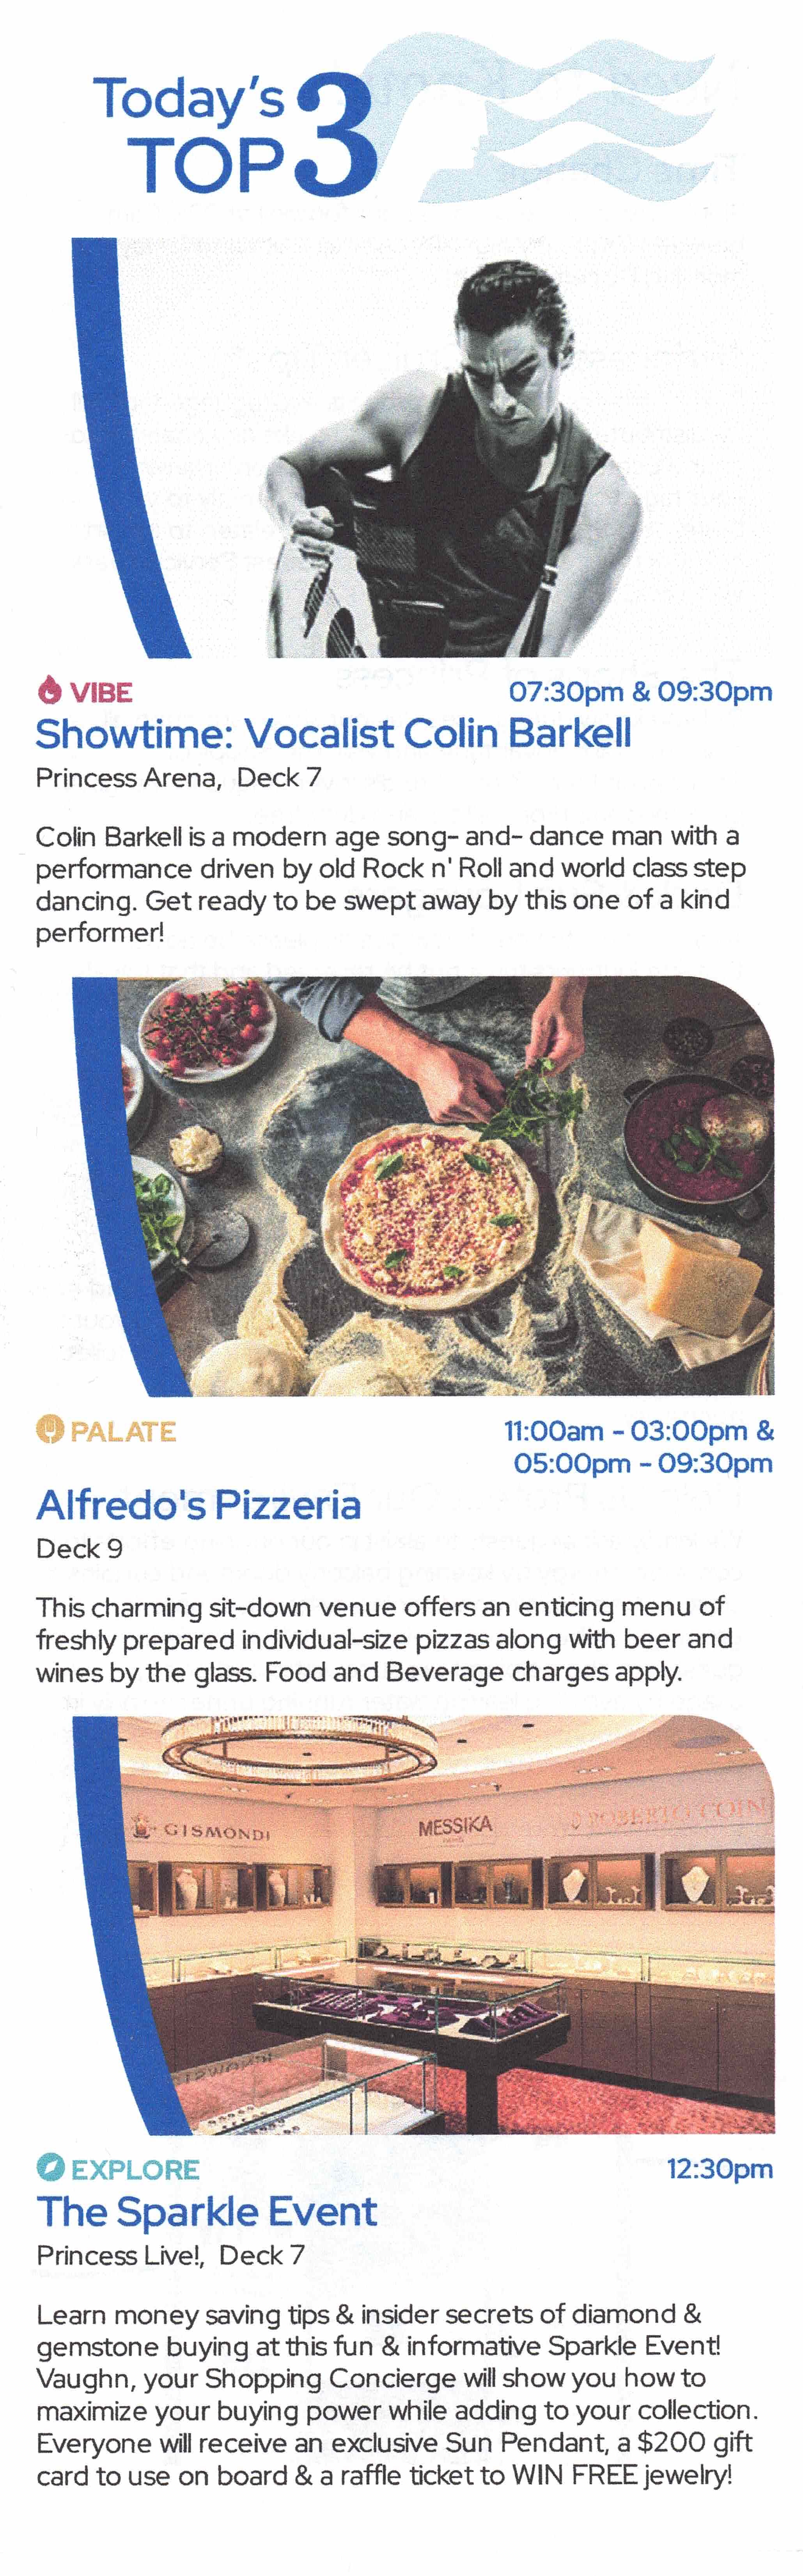 Today's
TOP 3
VIBE
07:30pm & 09:30pm
Showtime: Vocalist Colin Barkell
Princess Arena, Deck 7
Colin Barkell is a modern age song- and- dance man with a
performance driven by old Rock n' Roll and world class step
dancing. Get ready to be swept away by this one of a kind
performer!
PALATE
11:00am - 03:00pm &
05:00pm - 09:30pm
Alfredo's Pizzeria
Deck 9
This charming sit-down venue offers an enticing menu of
freshly prepared individual-size pizzas along with beer and
wines by the glass. Food and Beverage charges apply.
GISMONDI
MESSIKA
ROBERTO COIN
EXPLORE
12:30pm
The Sparkle Event
Princess Live!, Deck 7
Learn money saving tips & insider secrets of diamond &
gemstone buying at this fun & informative Sparkle Event!
Vaughn, your Shopping Concierge will show you how to
maximize your buying power while adding to your collection.
Everyone will receive an exclusive Sun Pendant, a $200 gift
card to use on board & a raffle ticket to WIN FREE jewelry!